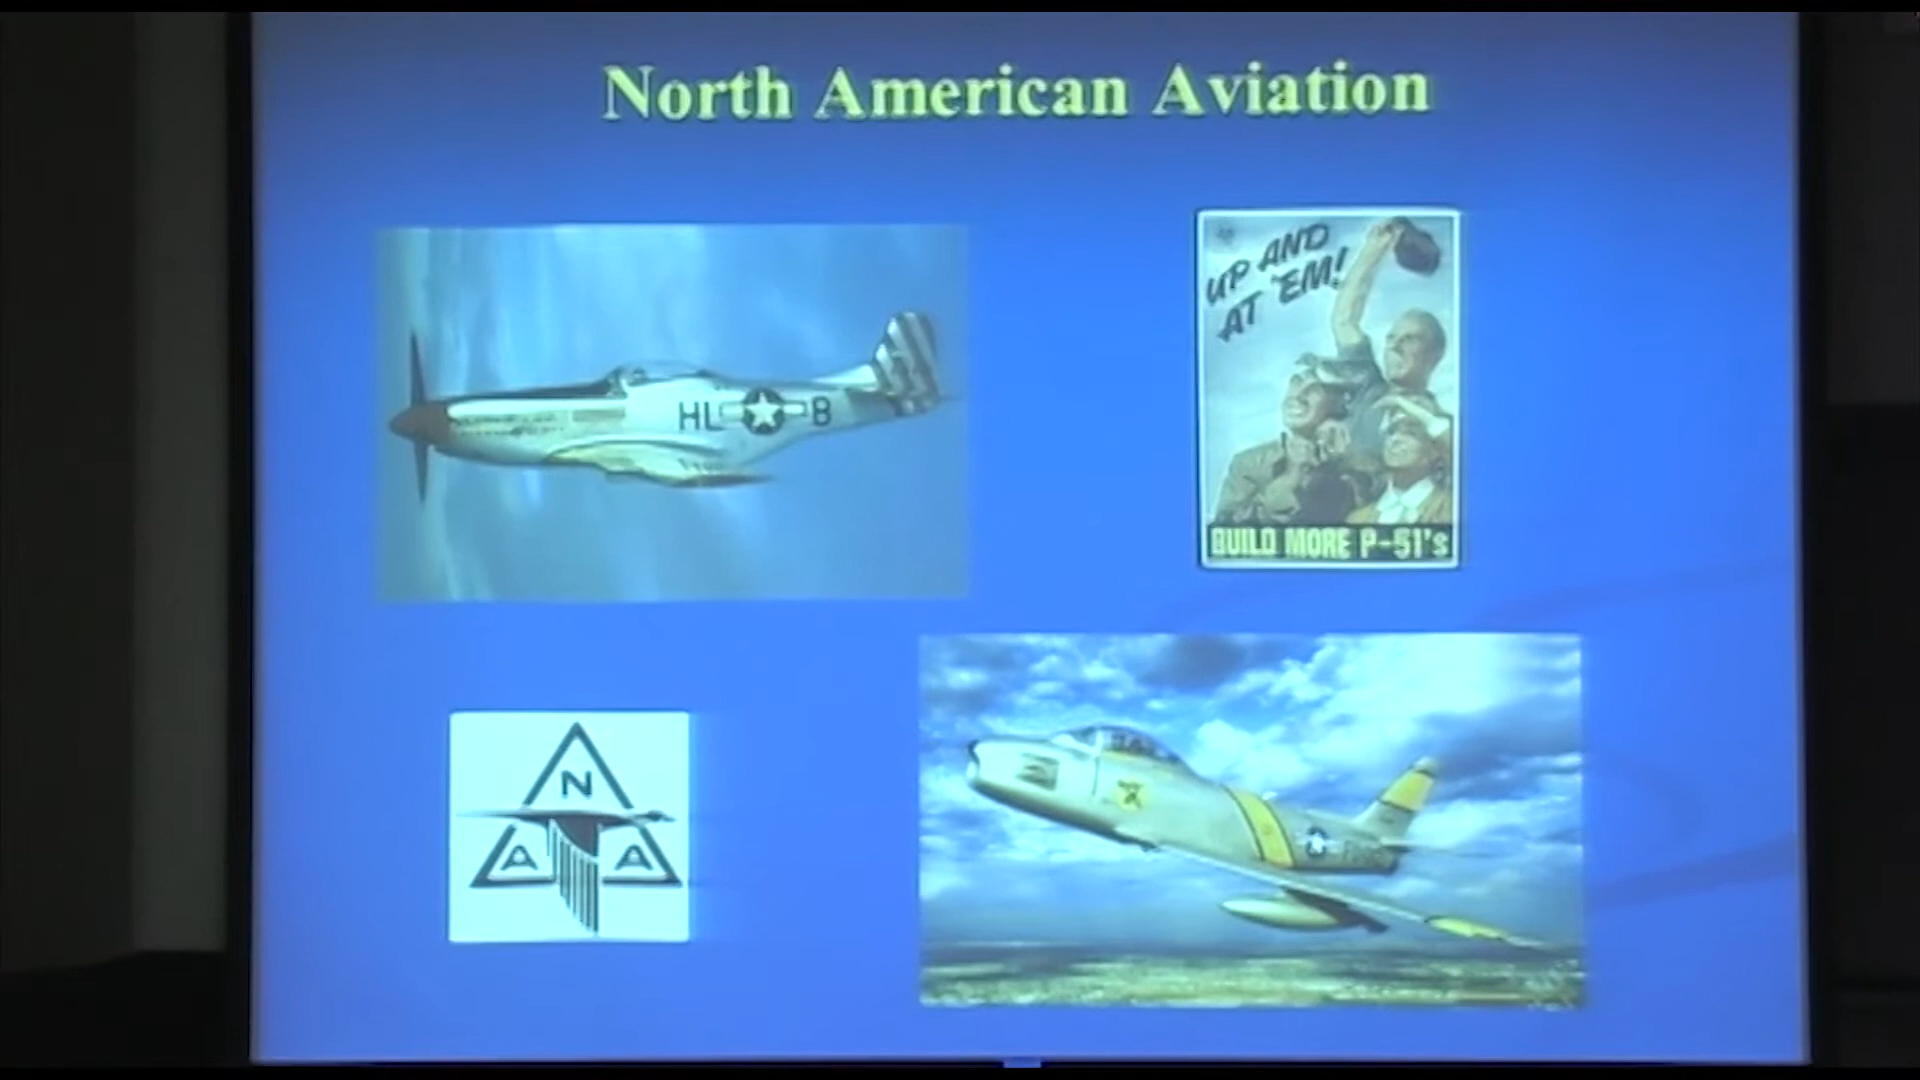 North American Aviation
HL B
UP AND
AT 'EM!
BUILD MORE P-51's
N
A A